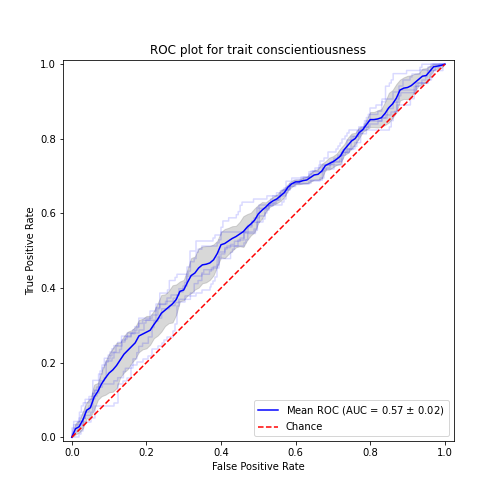 ROC plot for trait conscientiousness
1.0
0.8
0.6
0.4
0.2
0.0
True Positive Rate
Mean ROC (AUC = 0.57 ± 0.02)
Chance
0.0 0.2 0.4 0.6 0.8 1.0
False Positive Rate